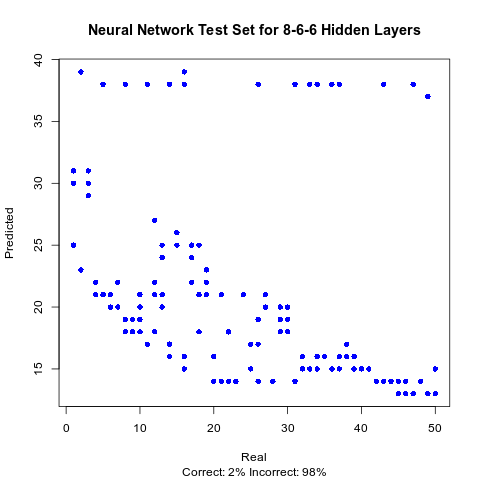 Neural Network Test Set for 8-6-6 Hidden Layers
Predicted
40
35
30
25
20
15
0 10 20 30 40 50
Real
Correct: 2% Incorrect: 98%